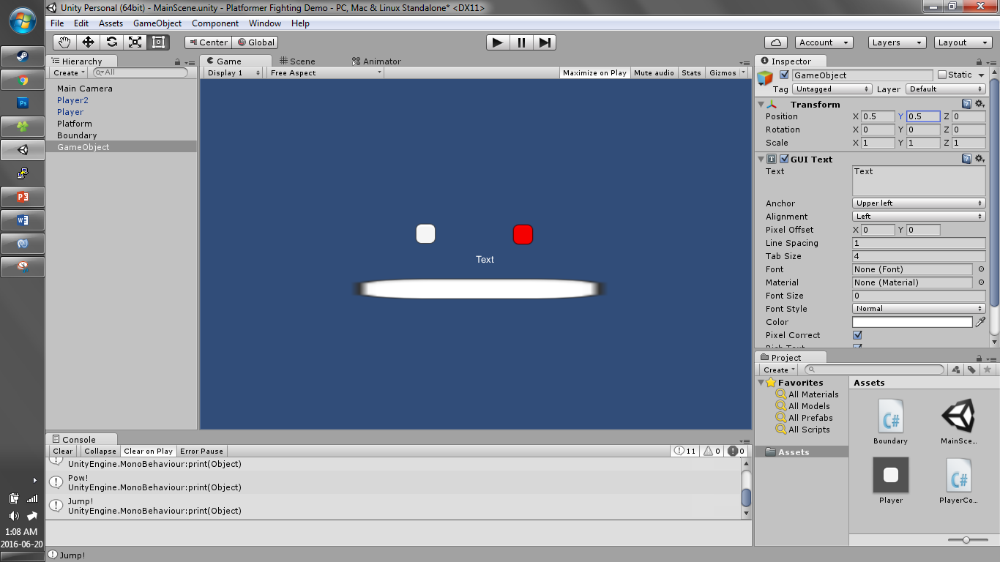 Unity Personal (64bit) - MainScene.unity - Platformer Fighting Demo - PC, Mac & Linux Standalone* <DX11>
File Edit Assets GameObject Component Window Help
Center Global Account Layers Layout
Hierarchy
Create All
Main Camera
Player2
Player
Platform
Boundary
GameObject
Game Scene Animator
Display 1 Free Aspect Maximize on Play Mute audio Stats Gizmos
Text
Inspector
GameObject Static
Tag Untagged Layer Default
Transform
Position X 0.5 Y 0.5 Z 0
Rotation X 0 Y 0 Z 0
Scale X 1 Y 1 Z 1
T GUI Text
Text Text
Anchor Upper left
Alignment Left
Pixel Offset X 0 Y 0
Line Spacing 1
Tab Size 4
Font None (Font)
Material None (Material)
Font Size 0
Font Style Normal
Color
Pixel Correct
Project
Create
Favorites
All Materials
All Models
All Prefabs
All Scripts
Assets
Assets
C#
Boundary
MainSce...
Player
C#
PlayerCo...
Console
Clear Collapse Clear on Play Error Pause 11 0 0
UnityEngine.MonoBehaviour:print(Object)
Pow!
UnityEngine.MonoBehaviour:print(Object)
Jump!
UnityEngine.MonoBehaviour:print(Object)
Jump!
Ps
P
W
1:08 AM
2016-06-20